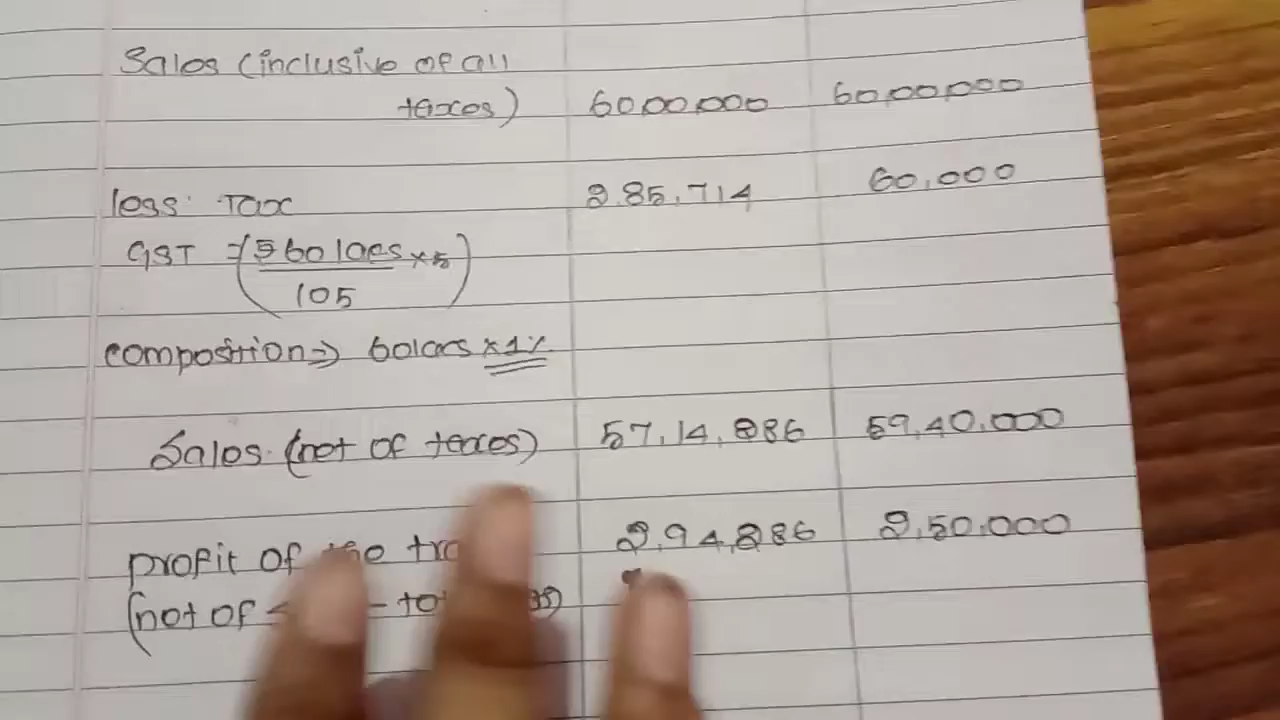 Sales (inclusive of all
taxes) 60,00,000 60,00,000
less: Tax 2,85,714 60,000
GST = (60 lacs × 5
105)
composition => 60 lacs × 1%
Sales (net of taxes) 57,14,286 59,40,000
profit of the 2,94,286 2,50,000
(net of